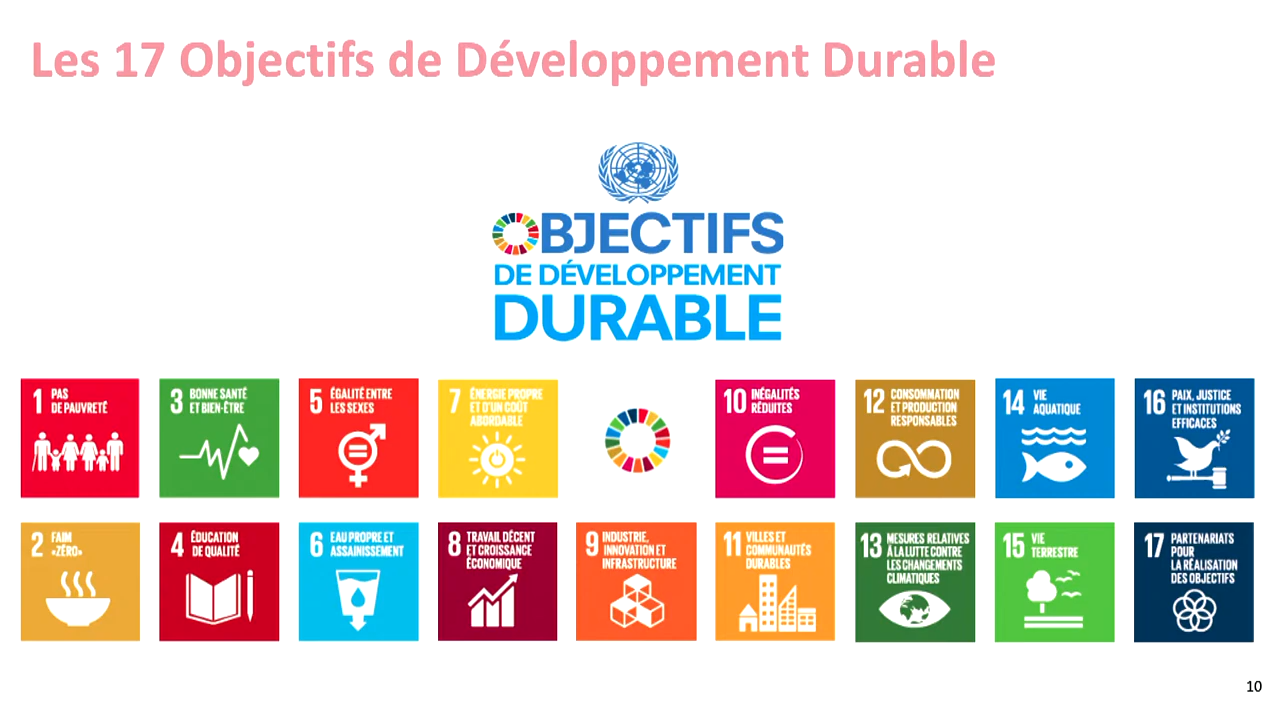 Les 17 Objectifs de Développement Durable
OBJECTIFS
DE DÉVELOPPEMENT
DURABLE
1 PAS
DE PAUVRETÉ
3 BONNE SANTÉ
ET BIEN-ÊTRE
5 ÉGALITÉ ENTRE
LES SEXES
7 ÉNERGIE PROPRE
ET D'UN COÛT
ABORDABLE
10 INÉGALITÉS
RÉDUITES
12 CONSOMMATION
ET PRODUCTION
RESPONSABLES
14 VIE
AQUATIQUE
16 PAIX, JUSTICE
ET INSTITUTIONS
EFFICACES
2 FAIM
«ZÉRO»
4 ÉDUCATION
DE QUALITÉ
6 EAU PROPRE ET
ASSAINISSEMENT
8 TRAVAIL DÉCENT
ET CROISSANCE
ÉCONOMIQUE
9 INDUSTRIE,
INNOVATION ET
INFRASTRUCTURE
11 VILLES ET
COMMUNAUTÉS
DURABLES
13 MESURES RELATIVES
À LA LUTTE CONTRE
LES CHANGEMENTS
CLIMATIQUES
15 VIE
TERRESTRE
17 PARTENARIATS
POUR
LA RÉALISATION
DES OBJECTIFS
10